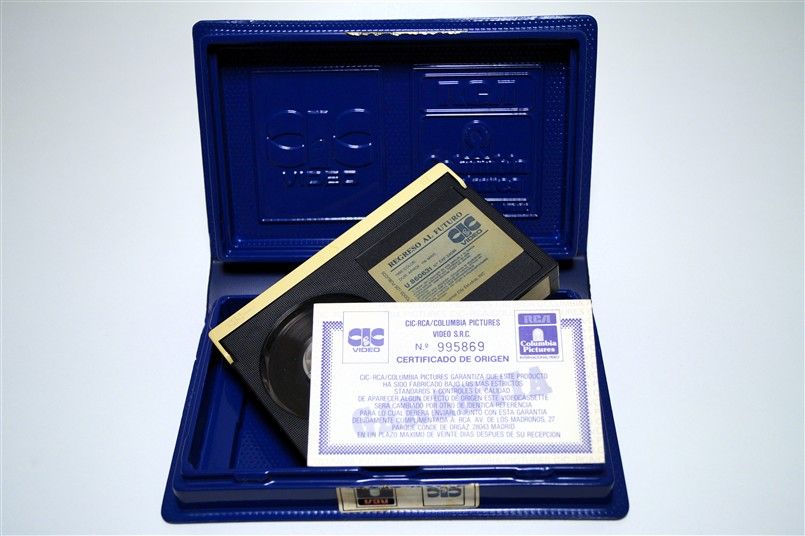 CIC
VIDEO
REGRESO AL FUTURO
CIC
VIDEO
U 860631
CIC
VIDEO
CIC-RCA/COLUMBIA PICTURES
VIDEO S.R.C.
N.º 995869
CERTIFICADO DE ORIGEN
RCA
Columbia
Pictures
INTERNATIONAL VIDEO
CIC-RCA/COLUMBIA PICTURES GARANTIZA QUE ESTE PRODUCTO
HA SIDO FABRICADO BAJO LOS MAS ESTRICTOS
STANDARDS Y CONTROLES DE CALIDAD
DE APARECER ALGUN DEFECTO DE ORIGEN ESTE VIDEOCASSETTE
SERA CAMBIADO POR OTRO DE IDENTICA REFERENCIA
PARA LO CUAL DEBERA ENVIARLO JUNTO CON ESTA GARANTIA
DEBIDAMENTE CUMPLIMENTADA A: RCA. AV. DE LOS MADROÑOS, 27
PARQUE CONDE DE ORGAZ. 28043 MADRID
EN UN PLAZO MAXIMO DE VEINTE DIAS DESPUES DE SU RECEPCION